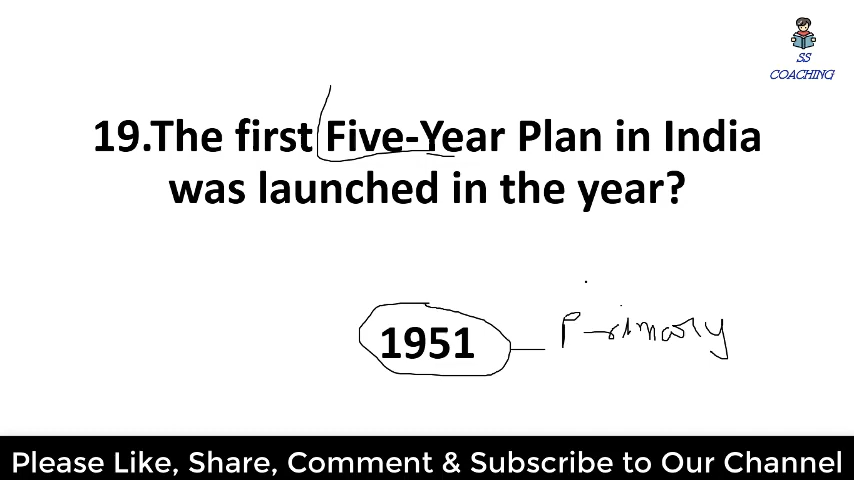 SS
COACHING
19.The first Five-Year Plan in India
was launched in the year?
1951
Primary
Please Like, Share, Comment & Subscribe to Our Channel